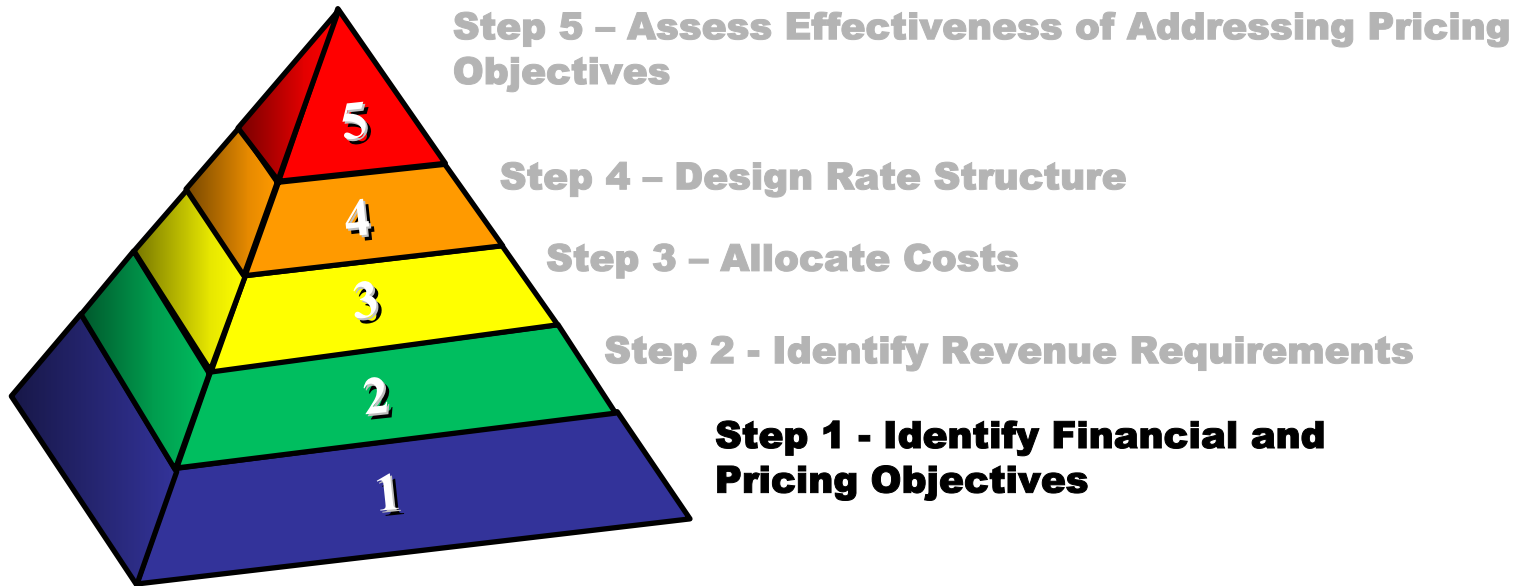 Step 5 – Assess Effectiveness of Addressing Pricing
Objectives
5
Step 4 – Design Rate Structure
4
Step 3 – Allocate Costs
3
Step 2 - Identify Revenue Requirements
2
Step 1 - Identify Financial and
Pricing Objectives
1